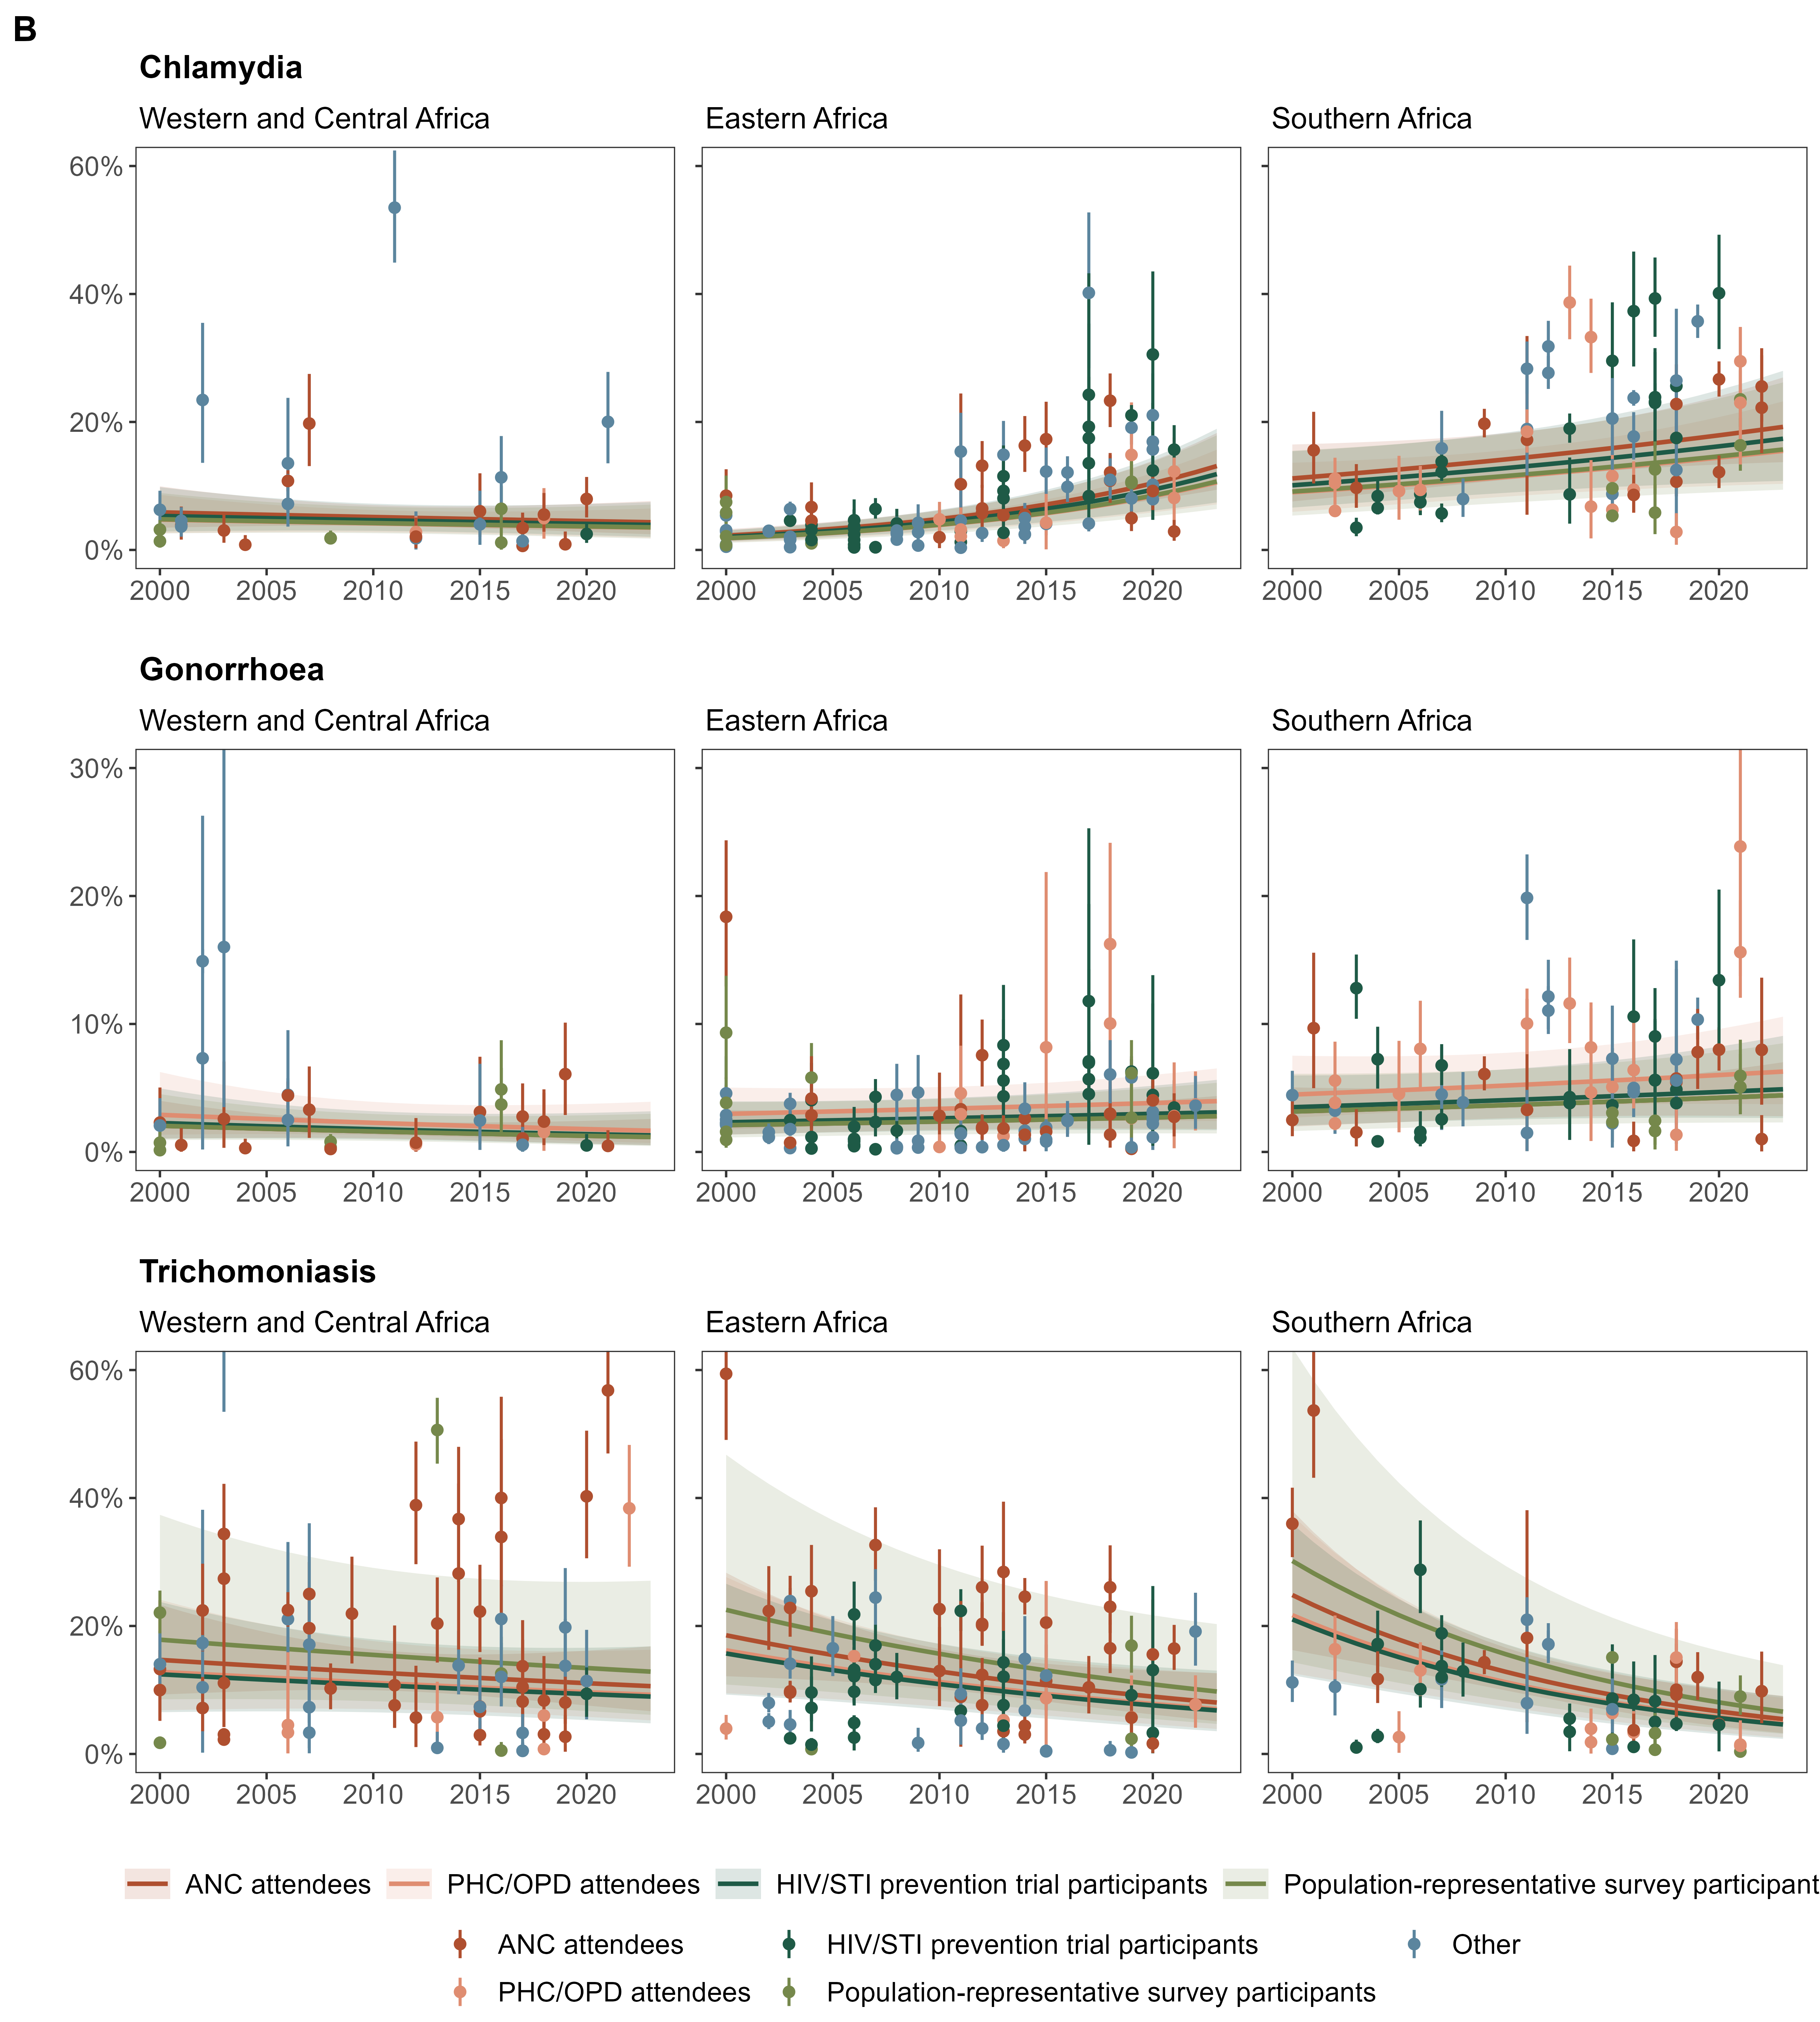 B
Chlamydia
Western and Central Africa Eastern Africa Southern Africa
60%
40%
20%
0%
2000 2005 2010 2015 2020 2000 2005 2010 2015 2020 2000 2005 2010 2015 2020
Gonorrhoea
Western and Central Africa Eastern Africa Southern Africa
30%
20%
10%
0%
2000 2005 2010 2015 2020 2000 2005 2010 2015 2020 2000 2005 2010 2015 2020
Trichomoniasis
Western and Central Africa Eastern Africa Southern Africa
60%
40%
20%
0%
2000 2005 2010 2015 2020 2000 2005 2010 2015 2020 2000 2005 2010 2015 2020
ANC attendees PHC/OPD attendees HIV/STI prevention trial participants Population-representative survey participant
ANC attendees HIV/STI prevention trial participants Other
PHC/OPD attendees Population-representative survey participants